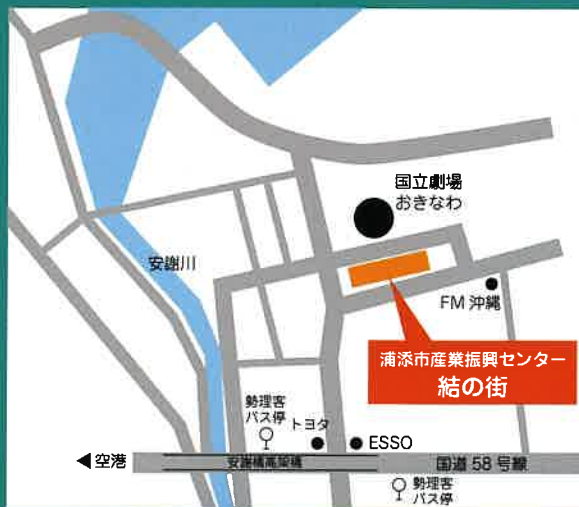 国立劇場
おきなわ
安謝川
FM 沖縄
浦添市産業振興センター
結の街
勢理客
バス停
トヨタ
ESSO
◀空港
安謝橋高架橋
国道 58 号線
勢理客
バス停